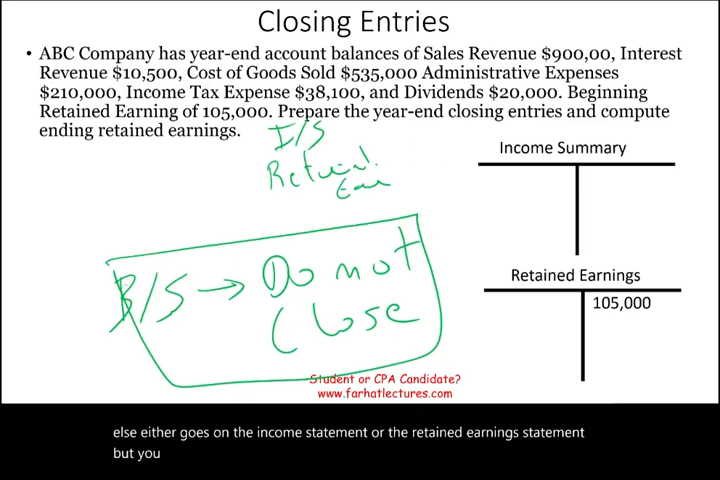 Closing Entries
• ABC Company has year-end account balances of Sales Revenue $900,00, Interest
Revenue $10,500, Cost of Goods Sold $535,000 Administrative Expenses
$210,000, Income Tax Expense $38,100, and Dividends $20,000. Beginning
Retained Earning of 105,000. Prepare the year-end closing entries and compute
ending retained earnings.
I/S
Income Summary
B/S → Do not
Close
Retained Earnings
105,000
Student or CPA Candidate?
www.farhatlectures.com
else either goes on the income statement or the retained earnings statement
but you